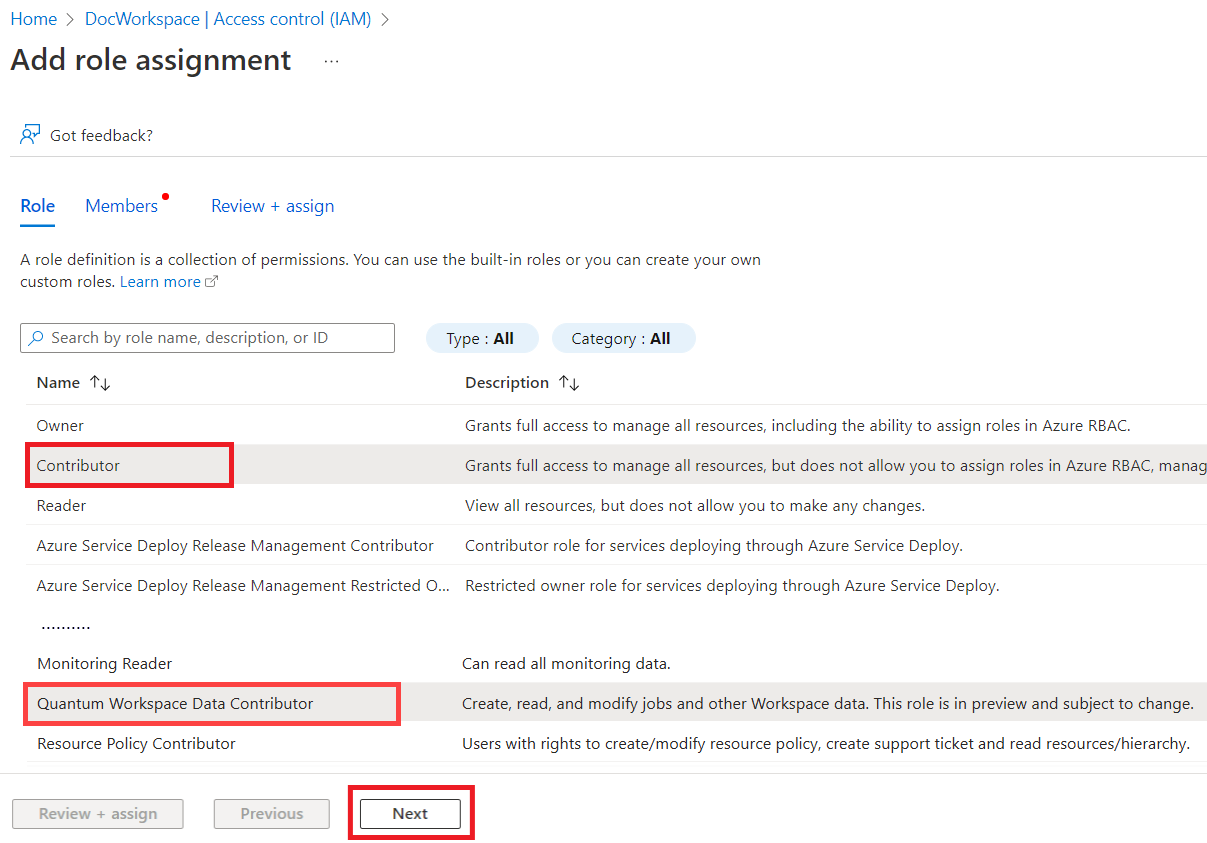 Home > DocWorkspace | Access control (IAM) >
Add role assignment ...
Got feedback?
Role Members Review + assign
A role definition is a collection of permissions. You can use the built-in roles or you can create your own
custom roles. Learn more
Search by role name, description, or ID Type : All Category : All
Name ↑↓ Description ↑↓
Owner Grants full access to manage all resources, including the ability to assign roles in Azure RBAC.
Contributor Grants full access to manage all resources, but does not allow you to assign roles in Azure RBAC, manag
Reader View all resources, but does not allow you to make any changes.
Azure Service Deploy Release Management Contributor Contributor role for services deploying through Azure Service Deploy.
Azure Service Deploy Release Management Restricted O... Restricted owner role for services deploying through Azure Service Deploy.
..........
Monitoring Reader Can read all monitoring data.
Quantum Workspace Data Contributor Create, read, and modify jobs and other Workspace data. This role is in preview and subject to change.
Resource Policy Contributor Users with rights to create/modify resource policy, create support ticket and read resources/hierarchy.
Review + assign Previous Next